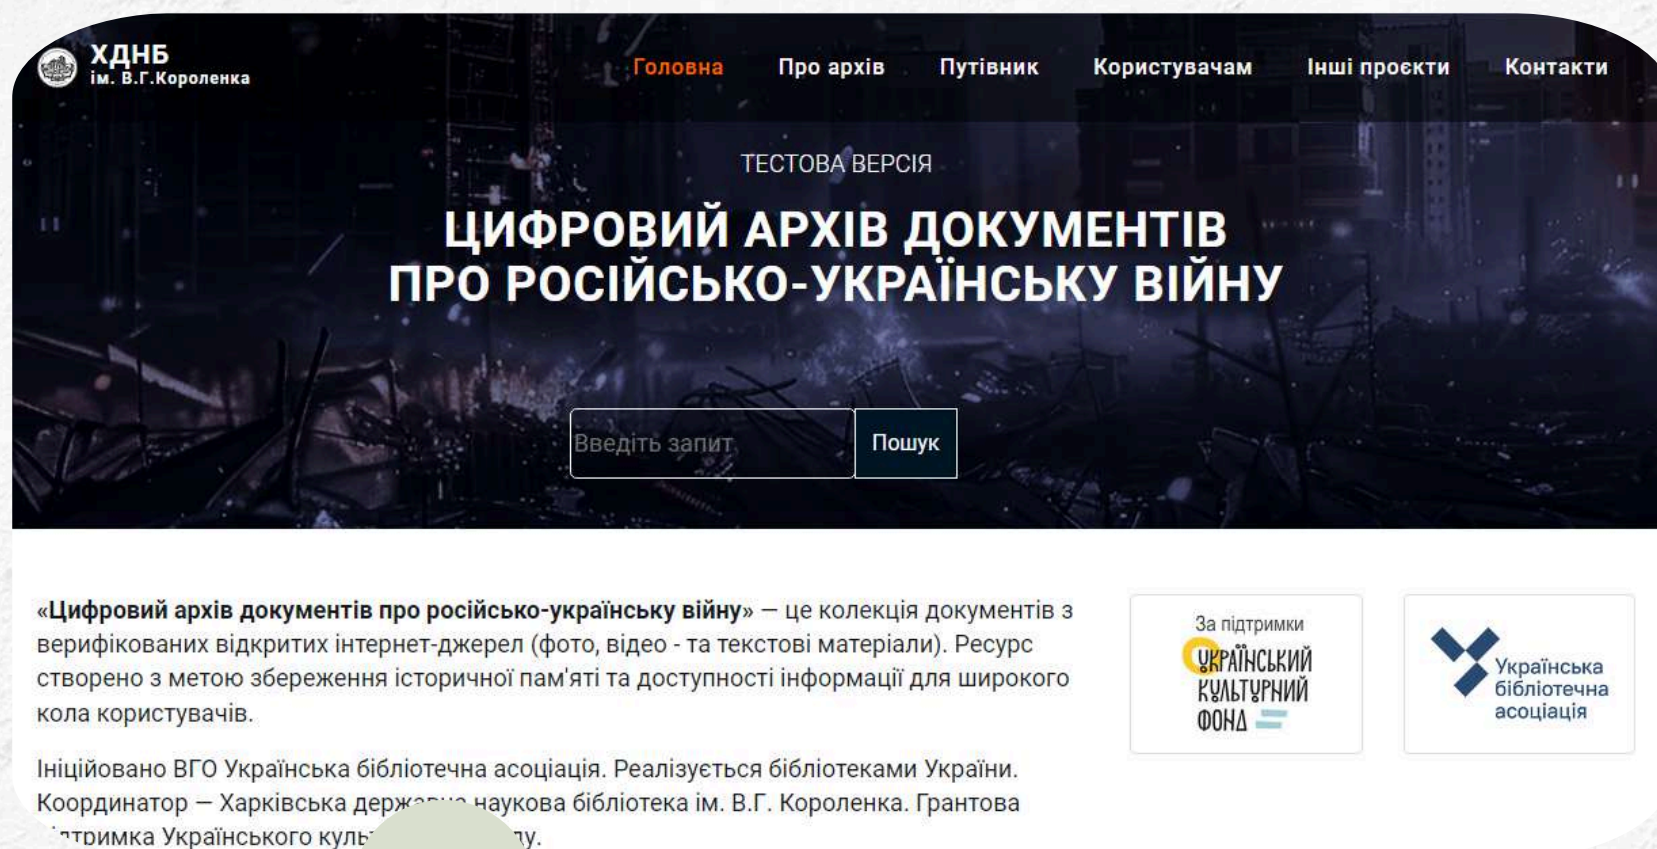 ХДНБ
ім. В.Г.Короленка
Головна Про архів Путівник Користувачам Інші проєкти Контакти
ТЕСТОВА ВЕРСІЯ
ЦИФРОВИЙ АРХІВ ДОКУМЕНТІВ
ПРО РОСІЙСЬКО-УКРАЇНСЬКУ ВІЙНУ
Введіть запит Пошук
«Цифровий архів документів про російсько-українську війну» — це колекція документів з
верифікованих відкритих інтернет-джерел (фото, відео - та текстові матеріали). Ресурс
створено з метою збереження історичної пам'яті та доступності інформації для широкого
кола користувачів.
Ініційовано ВГО Українська бібліотечна асоціація. Реалізується бібліотеками України.
Координатор — Харківська державна наукова бібліотека ім. В.Г. Короленка. Грантова
Українського
За підтримки
УКРАЇНСЬКИЙ
КУЛЬТУРНИЙ
ФОНД
Українська
бібліотечна
асоціація